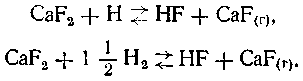 CaF₂ + H ⇄ HF + CaF(г),
CaF₂ + 1 1/2 H₂ ⇄ HF + CaF(г).